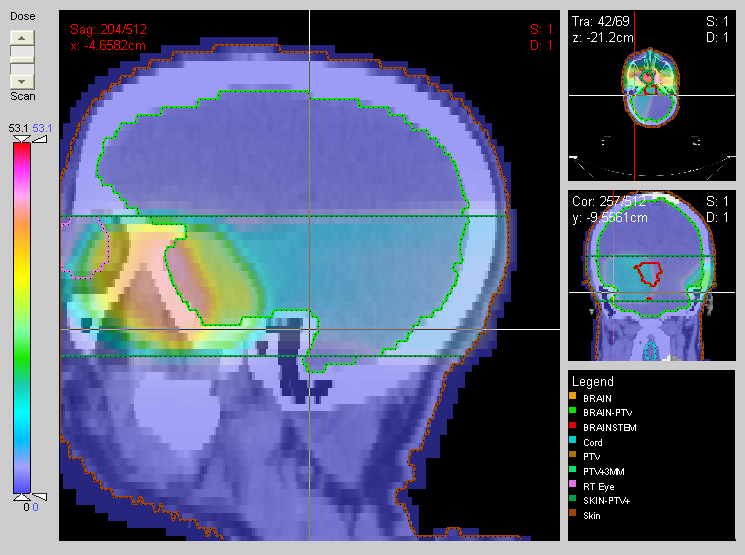 Dose
Scan
53.1 53.1
0 0
Sag: 204/512
x: -4.6582cm
S: 1
D: 1
Tra: 42/69
z: -21.2cm
S: 1
D: 1
Cor: 257/512
y: -9.5561cm
S: 1
D: 1
Legend
BRAIN
BRAIN-PTV
BRAINSTEM
Cord
PTV
PTV+3MM
RT Eye
SKIN-PTV+
Skin